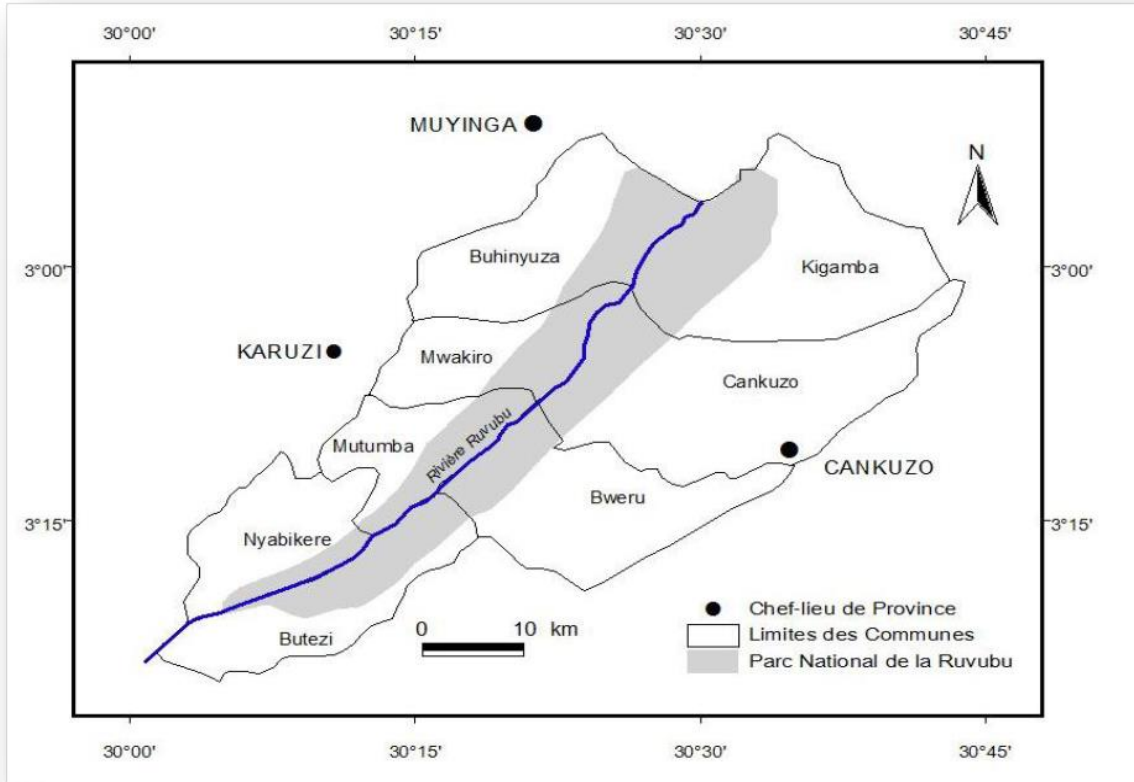 30°00' 30°15' 30°30' 30°45'
MUYINGA
N
Buhinyuza
3°00' 3°00'
Kigamba
KARUZI
Mwakiro
Cankuzo
Rivière Ruvubu
Mutumba
CANKUZO
Bweru
3°15' 3°15'
Nyabikere
Chef-lieu de Province
0 10 km
Limites des Communes
Butezi
Parc National de la Ruvubu
30°00' 30°15' 30°30' 30°45'